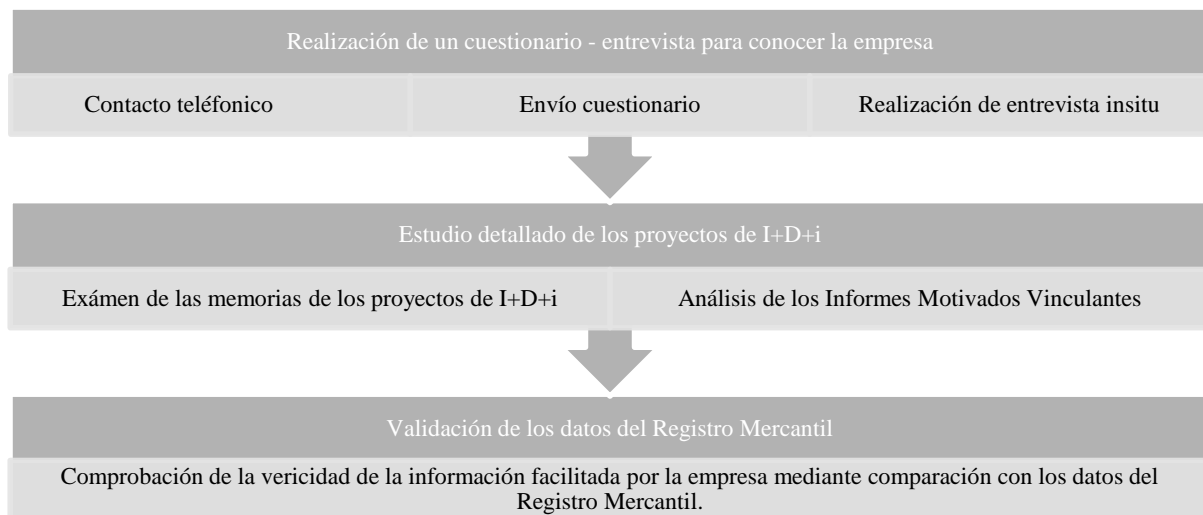 Realización de un cuestionario - entrevista para conocer la empresa
Contacto teléfonico
Envío cuestionario
Realización de entrevista insitu
Estudio detallado de los proyectos de I+D+i
Exámen de las memorias de los proyectos de I+D+i
Análisis de los Informes Motivados Vinculantes
Validación de los datos del Registro Mercantil
Comprobación de la vericidad de la información facilitada por la empresa mediante comparación con los datos del
Registro Mercantil.